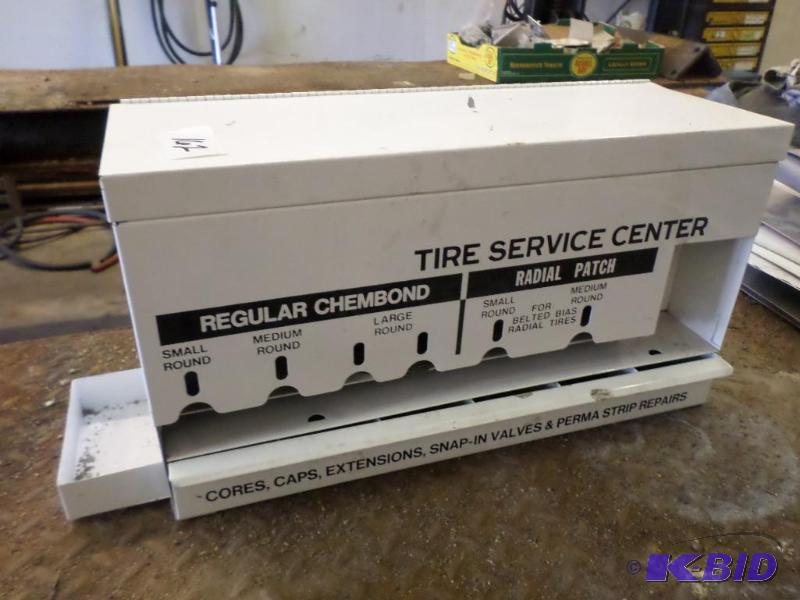 TIRE SERVICE CENTER
REGULAR CHEMBOND
RADIAL PATCH
SMALL
ROUND
MEDIUM
ROUND
LARGE
ROUND
SMALL
ROUND
FOR
BELTED BIAS
RADIAL TIRES
MEDIUM
ROUND
CORES, CAPS, EXTENSIONS, SNAP-IN VALVES & PERMA STRIP REPAIRS
© K-BID